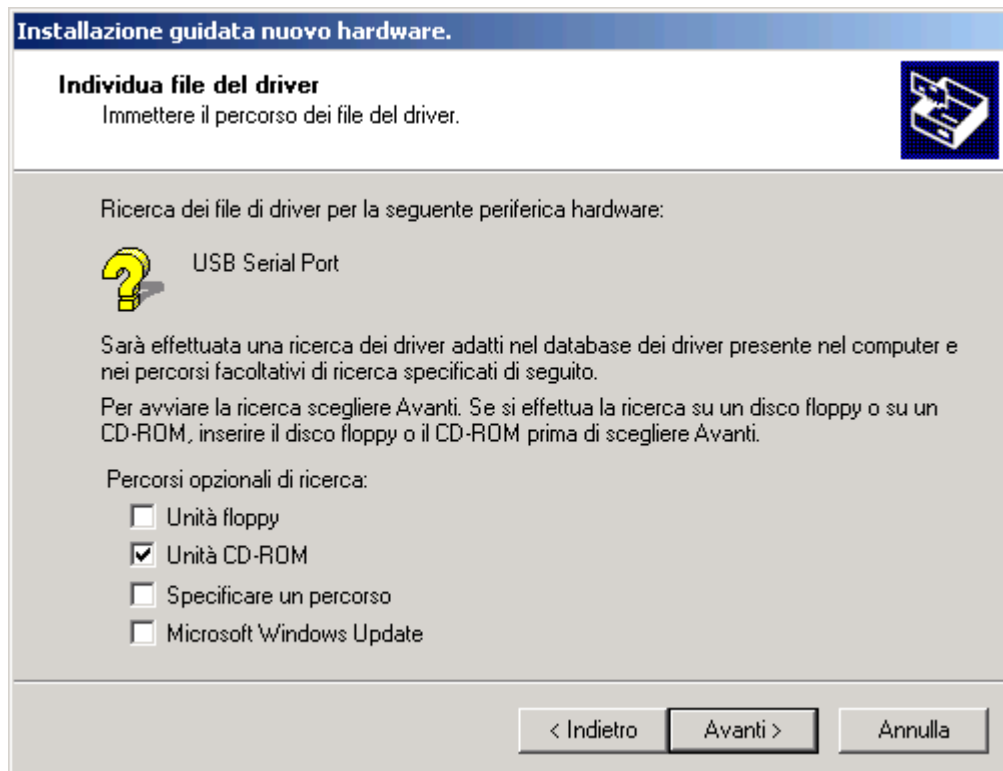 Installazione guidata nuovo hardware.
Individua file del driver
Immettere il percorso dei file del driver.
Ricerca dei file di driver per la seguente periferica hardware:
USB Serial Port
Sarà effettuata una ricerca dei driver adatti nel database dei driver presente nel computer e
nei percorsi facoltativi di ricerca specificati di seguito.
Per avviare la ricerca scegliere Avanti. Se si effettua la ricerca su un disco floppy o su un
CD-ROM, inserire il disco floppy o il CD-ROM prima di scegliere Avanti.
Percorsi opzionali di ricerca:
Unità floppy
Unità CD-ROM
Specificare un percorso
Microsoft Windows Update
< Indietro Avanti > Annulla